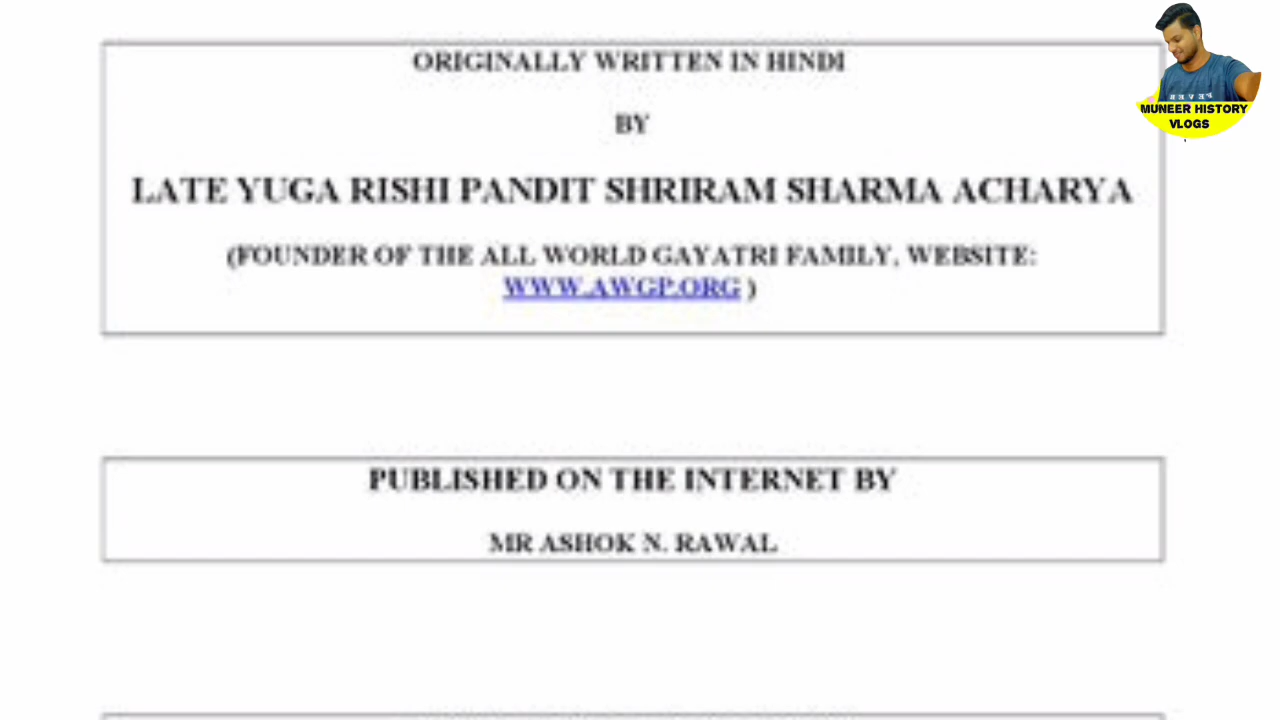 ORIGINALLY WRITTEN IN HINDI
BY
LATE YUGA RISHI PANDIT SHRIRAM SHARMA ACHARYA
(FOUNDER OF THE ALL WORLD GAYATRI FAMILY, WEBSITE:
WWW.AWGP.ORG )
PUBLISHED ON THE INTERNET BY
MR ASHOK N. RAWAL
MUNEER HISTORY
VLOGS